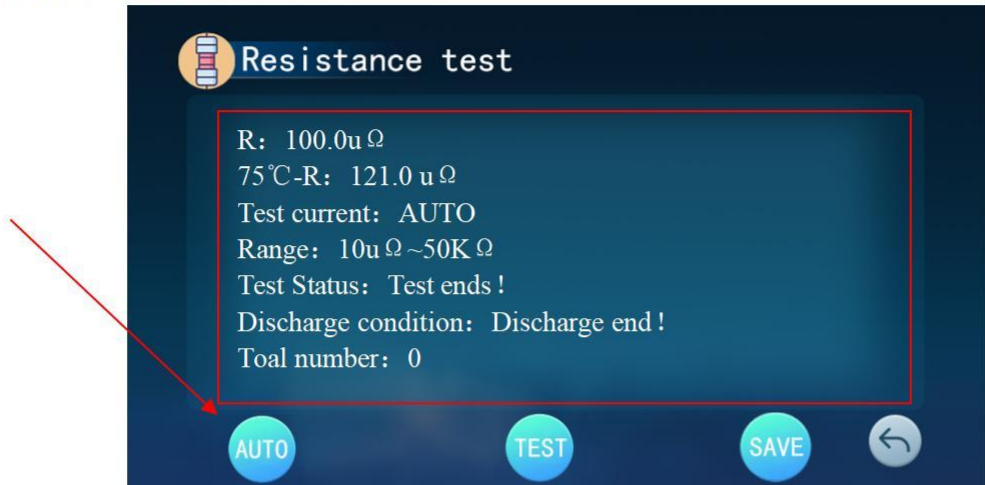 Resistance test
R：100.0uΩ
75℃-R：121.0 uΩ
Test current：AUTO
Range：10uΩ~50KΩ
Test Status：Test ends！
Discharge condition：Discharge end！
Toal number：0
AUTO TEST SAVE